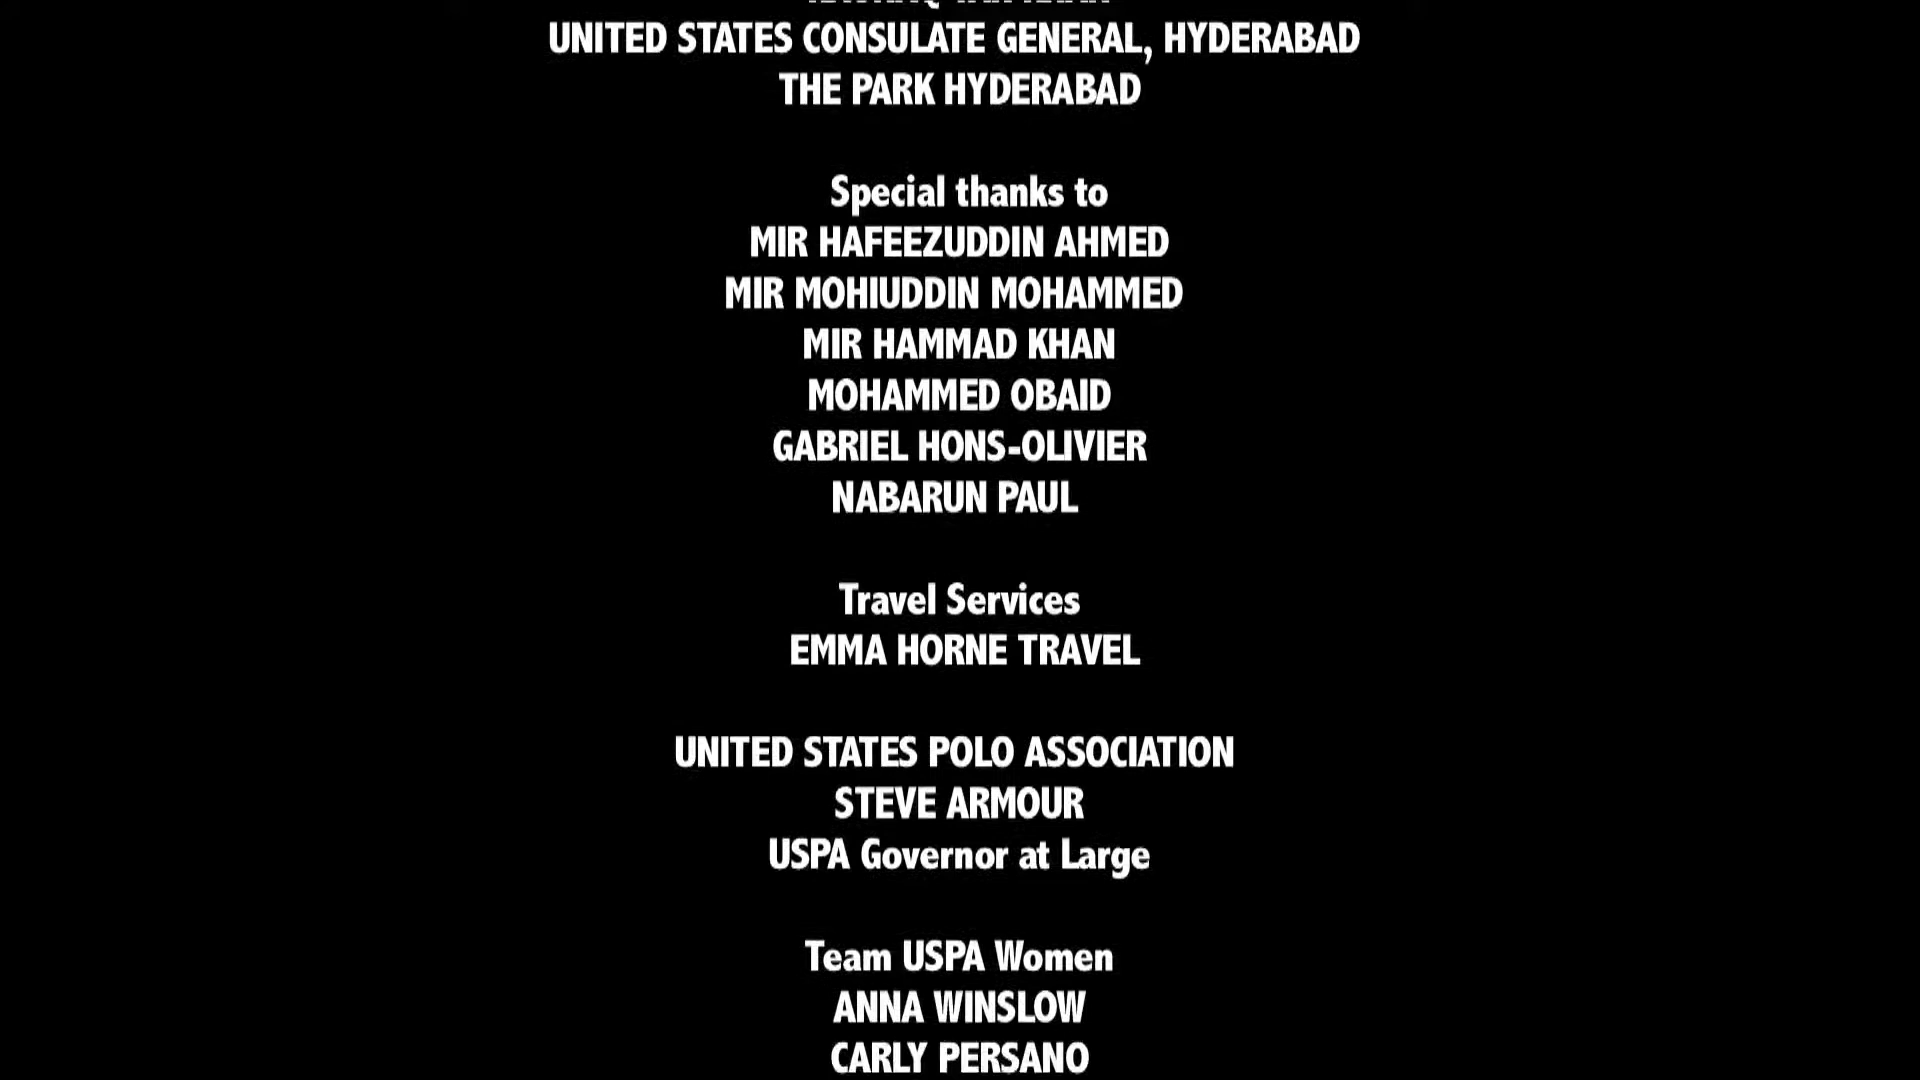 UNITED STATES CONSULATE GENERAL, HYDERABAD
THE PARK HYDERABAD
Special thanks to
MIR HAFEEZUDDIN AHMED
MIR MOHIUDDIN MOHAMMED
MIR HAMMAD KHAN
MOHAMMED OBAID
GABRIEL HONS-OLIVIER
NABARUN PAUL
Travel Services
EMMA HORNE TRAVEL
UNITED STATES POLO ASSOCIATION
STEVE ARMOUR
USPA Governor at Large
Team USPA Women
ANNA WINSLOW
CARLY PERSANO